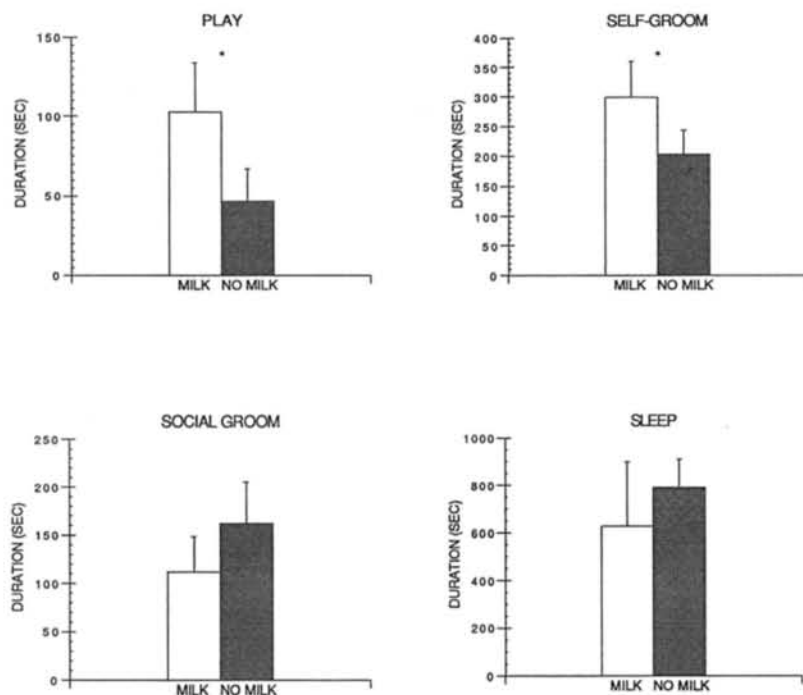 PLAY
150
100
50
0
DURATION (SEC)
*
MILK NO MILK
SELF-GROOM
400
350
300
250
200
150
100
50
0
DURATION (SEC)
*
MILK NO MILK
SOCIAL GROOM
250
200
150
100
50
0
DURATION (SEC)
MILK NO MILK
SLEEP
1000
800
600
400
200
0
DURATION (SEC)
MILK NO MILK